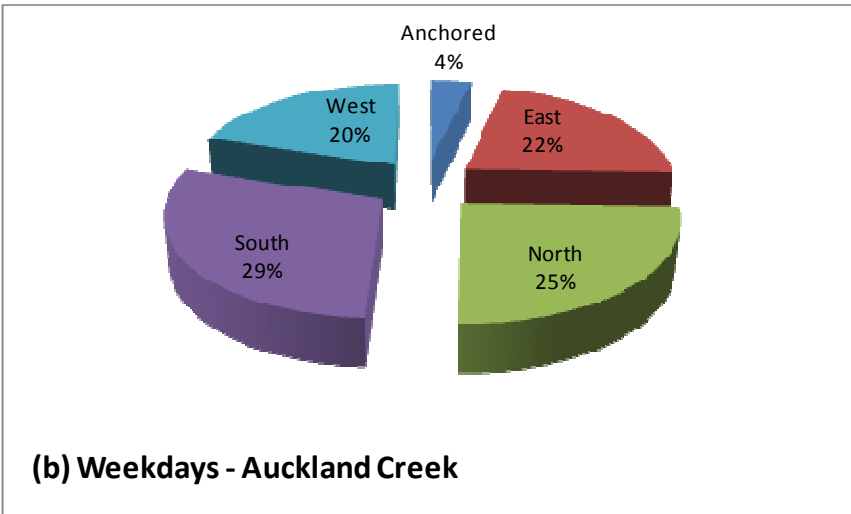 Anchored
4%
East
22%
North
25%
South
29%
West
20%
(b) Weekdays - Auckland Creek